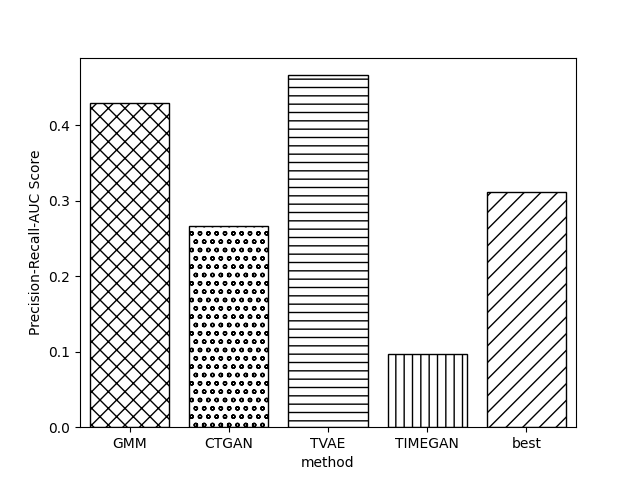 Precision-Recall-AUC Score
0.4
0.3
0.2
0.1
0.0
GMM CTGAN TVAE TIMEGAN best
method